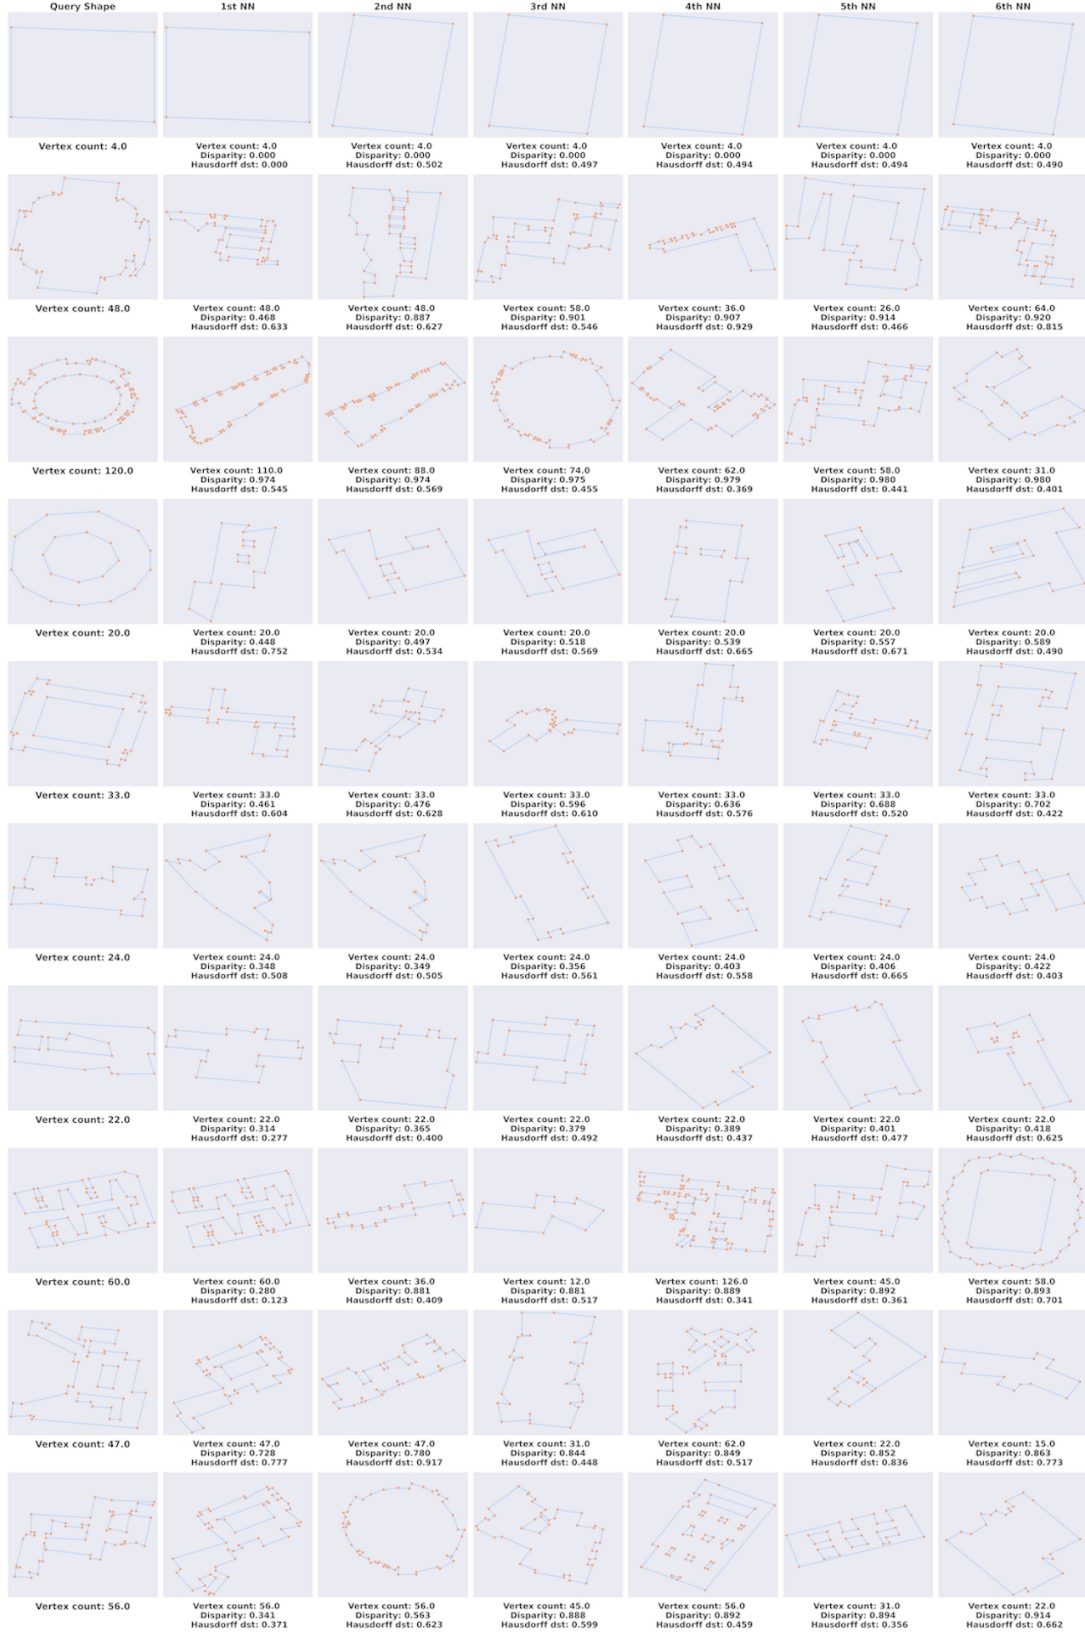 Query Shape 1st NN 2nd NN 3rd NN 4th NN 5th NN 6th NN
Vertex count: 4.0 Vertex count: 4.0 Vertex count: 4.0 Vertex count: 4.0 Vertex count: 4.0 Vertex count: 4.0 Vertex count: 4.0
Disparity: 0.000 Disparity: 0.000 Disparity: 0.000 Disparity: 0.000 Disparity: 0.000 Disparity: 0.000
Hausdorff dst: 0.000 Hausdorff dst: 0.502 Hausdorff dst: 0.497 Hausdorff dst: 0.494 Hausdorff dst: 0.494 Hausdorff dst: 0.490
Vertex count: 48.0 Vertex count: 48.0 Vertex count: 48.0 Vertex count: 58.0 Vertex count: 36.0 Vertex count: 26.0 Vertex count: 64.0
Disparity: 0.468 Disparity: 0.887 Disparity: 0.901 Disparity: 0.907 Disparity: 0.914 Disparity: 0.920
Hausdorff dst: 0.633 Hausdorff dst: 0.627 Hausdorff dst: 0.546 Hausdorff dst: 0.929 Hausdorff dst: 0.466 Hausdorff dst: 0.815
Vertex count: 120.0 Vertex count: 110.0 Vertex count: 88.0 Vertex count: 74.0 Vertex count: 62.0 Vertex count: 58.0 Vertex count: 31.0
Disparity: 0.974 Disparity: 0.974 Disparity: 0.975 Disparity: 0.979 Disparity: 0.980 Disparity: 0.980
Hausdorff dst: 0.545 Hausdorff dst: 0.569 Hausdorff dst: 0.455 Hausdorff dst: 0.369 Hausdorff dst: 0.441 Hausdorff dst: 0.401
Vertex count: 20.0 Vertex count: 20.0 Vertex count: 20.0 Vertex count: 20.0 Vertex count: 20.0 Vertex count: 20.0 Vertex count: 20.0
Disparity: 0.448 Disparity: 0.497 Disparity: 0.518 Disparity: 0.539 Disparity: 0.557 Disparity: 0.589
Hausdorff dst: 0.752 Hausdorff dst: 0.534 Hausdorff dst: 0.569 Hausdorff dst: 0.665 Hausdorff dst: 0.671 Hausdorff dst: 0.490
Vertex count: 33.0 Vertex count: 33.0 Vertex count: 33.0 Vertex count: 33.0 Vertex count: 33.0 Vertex count: 33.0 Vertex count: 33.0
Disparity: 0.461 Disparity: 0.476 Disparity: 0.596 Disparity: 0.636 Disparity: 0.688 Disparity: 0.702
Hausdorff dst: 0.604 Hausdorff dst: 0.628 Hausdorff dst: 0.610 Hausdorff dst: 0.576 Hausdorff dst: 0.520 Hausdorff dst: 0.422
Vertex count: 24.0 Vertex count: 24.0 Vertex count: 24.0 Vertex count: 24.0 Vertex count: 24.0 Vertex count: 24.0 Vertex count: 24.0
Disparity: 0.348 Disparity: 0.349 Disparity: 0.356 Disparity: 0.403 Disparity: 0.406 Disparity: 0.422
Hausdorff dst: 0.508 Hausdorff dst: 0.505 Hausdorff dst: 0.561 Hausdorff dst: 0.558 Hausdorff dst: 0.665 Hausdorff dst: 0.403
Vertex count: 22.0 Vertex count: 22.0 Vertex count: 22.0 Vertex count: 22.0 Vertex count: 22.0 Vertex count: 22.0 Vertex count: 22.0
Disparity: 0.314 Disparity: 0.365 Disparity: 0.379 Disparity: 0.389 Disparity: 0.401 Disparity: 0.418
Hausdorff dst: 0.277 Hausdorff dst: 0.400 Hausdorff dst: 0.492 Hausdorff dst: 0.437 Hausdorff dst: 0.477 Hausdorff dst: 0.625
Vertex count: 60.0 Vertex count: 60.0 Vertex count: 36.0 Vertex count: 12.0 Vertex count: 126.0 Vertex count: 45.0 Vertex count: 58.0
Disparity: 0.280 Disparity: 0.881 Disparity: 0.881 Disparity: 0.889 Disparity: 0.892 Disparity: 0.893
Hausdorff dst: 0.123 Hausdorff dst: 0.409 Hausdorff dst: 0.517 Hausdorff dst: 0.341 Hausdorff dst: 0.361 Hausdorff dst: 0.701
Vertex count: 47.0 Vertex count: 47.0 Vertex count: 47.0 Vertex count: 31.0 Vertex count: 62.0 Vertex count: 22.0 Vertex count: 15.0
Disparity: 0.728 Disparity: 0.780 Disparity: 0.844 Disparity: 0.849 Disparity: 0.852 Disparity: 0.863
Hausdorff dst: 0.777 Hausdorff dst: 0.917 Hausdorff dst: 0.448 Hausdorff dst: 0.517 Hausdorff dst: 0.836 Hausdorff dst: 0.773
Vertex count: 56.0 Vertex count: 56.0 Vertex count: 56.0 Vertex count: 45.0 Vertex count: 56.0 Vertex count: 31.0 Vertex count: 22.0
Disparity: 0.341 Disparity: 0.563 Disparity: 0.888 Disparity: 0.892 Disparity: 0.894 Disparity: 0.914
Hausdorff dst: 0.371 Hausdorff dst: 0.623 Hausdorff dst: 0.599 Hausdorff dst: 0.459 Hausdorff dst: 0.356 Hausdorff dst: 0.662